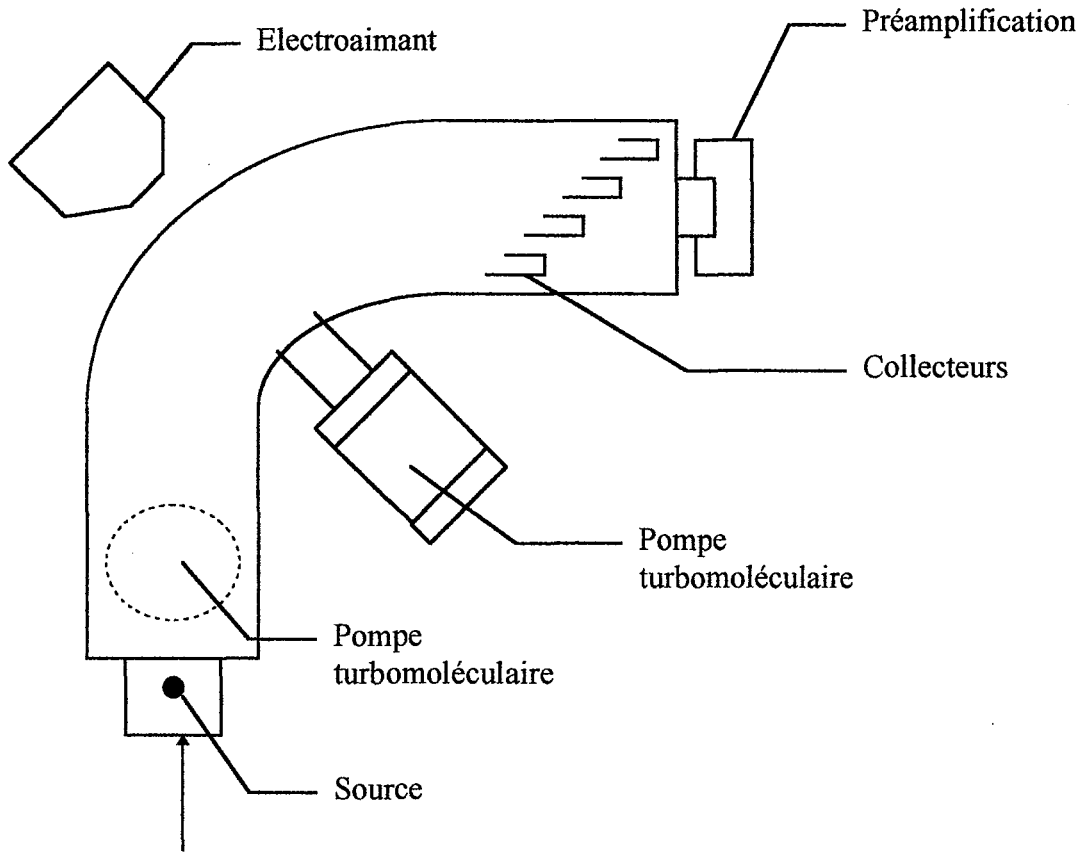 Préamplification
Electroaimant
Collecteurs
Pompe
turbomoléculaire
Pompe
turbomoléculaire
Source